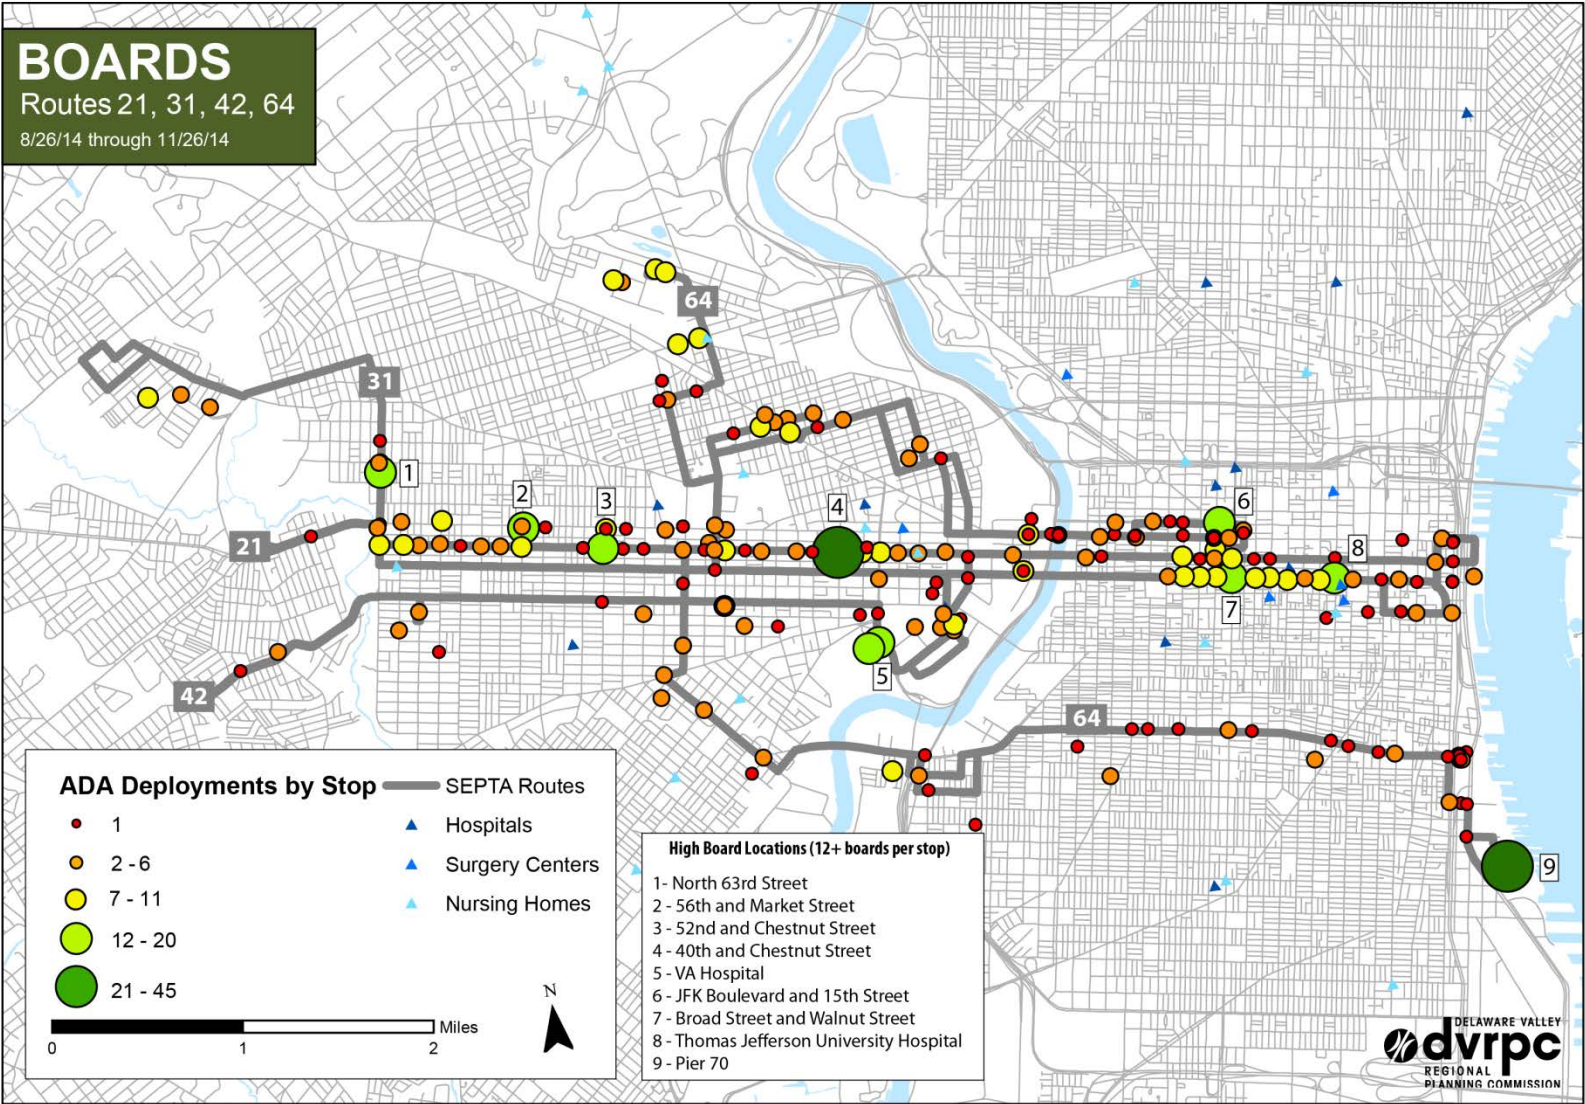 BOARDS
Routes 21, 31, 42, 64
8/26/14 through 11/26/14
64
31
1
2
3
4
6
21
8
7
5
42
64
9
ADA Deployments by Stop
1
2 - 6
7 - 11
12 - 20
21 - 45
SEPTA Routes
Hospitals
Surgery Centers
Nursing Homes
N
Miles
0 1 2
High Board Locations (12+ boards per stop)
1- North 63rd Street
2 - 56th and Market Street
3 - 52nd and Chestnut Street
4 - 40th and Chestnut Street
5 - VA Hospital
6 - JFK Boulevard and 15th Street
7 - Broad Street and Walnut Street
8 - Thomas Jefferson University Hospital
9 - Pier 70
DELAWARE VALLEY
dvrpc
REGIONAL
PLANNING COMMISSION